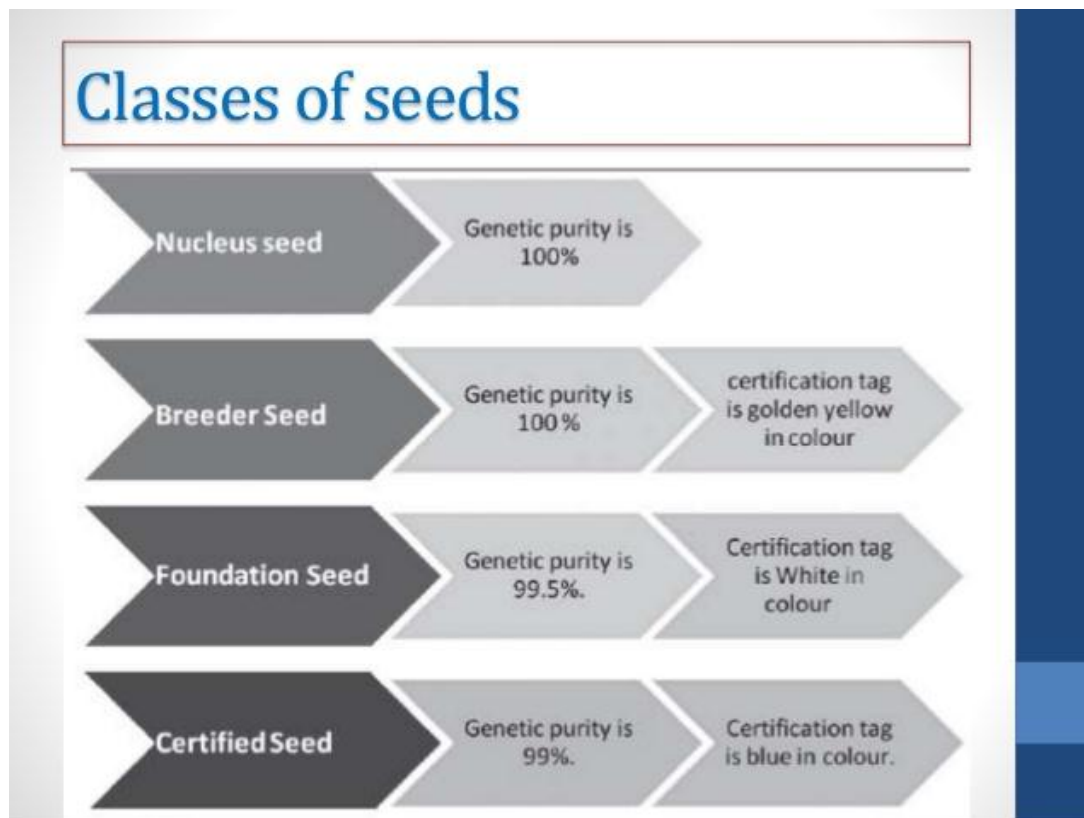 Classes of seeds
Nucleus seed
Genetic purity is
100%
Breeder Seed
Genetic purity is
100 %
certification tag
is golden yellow
in colour
Foundation Seed
Genetic purity is
99.5%.
Certification tag
is White in
colour
Certified Seed
Genetic purity is
99%.
Certification tag
is blue in colour.